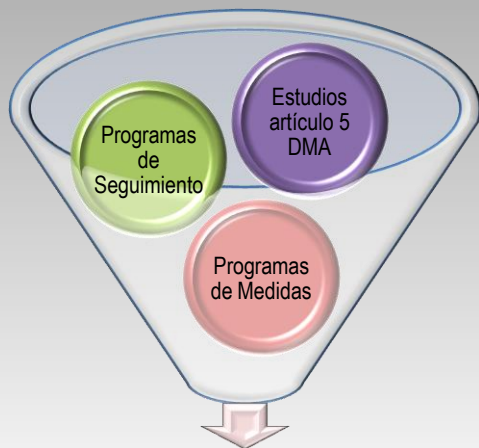 Programas
de
Seguimiento
Estudios
artículo 5
DMA
Programas
de Medidas